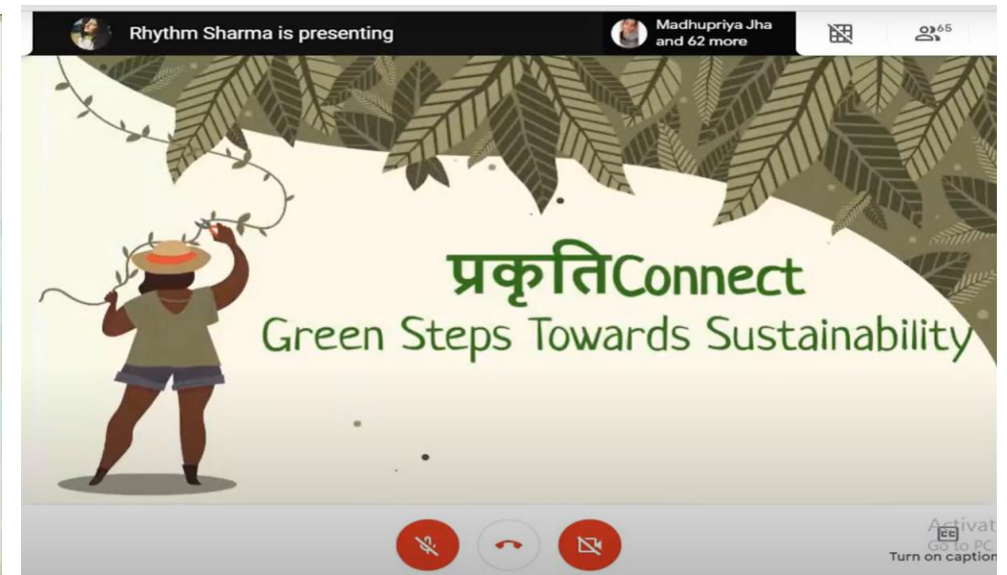 Rhythm Sharma is presenting
Madhupriya Jha
and 62 more
65
प्रकृतिConnect
Green Steps Towards Sustainability
Activat
CC
Go to PC
Turn on caption